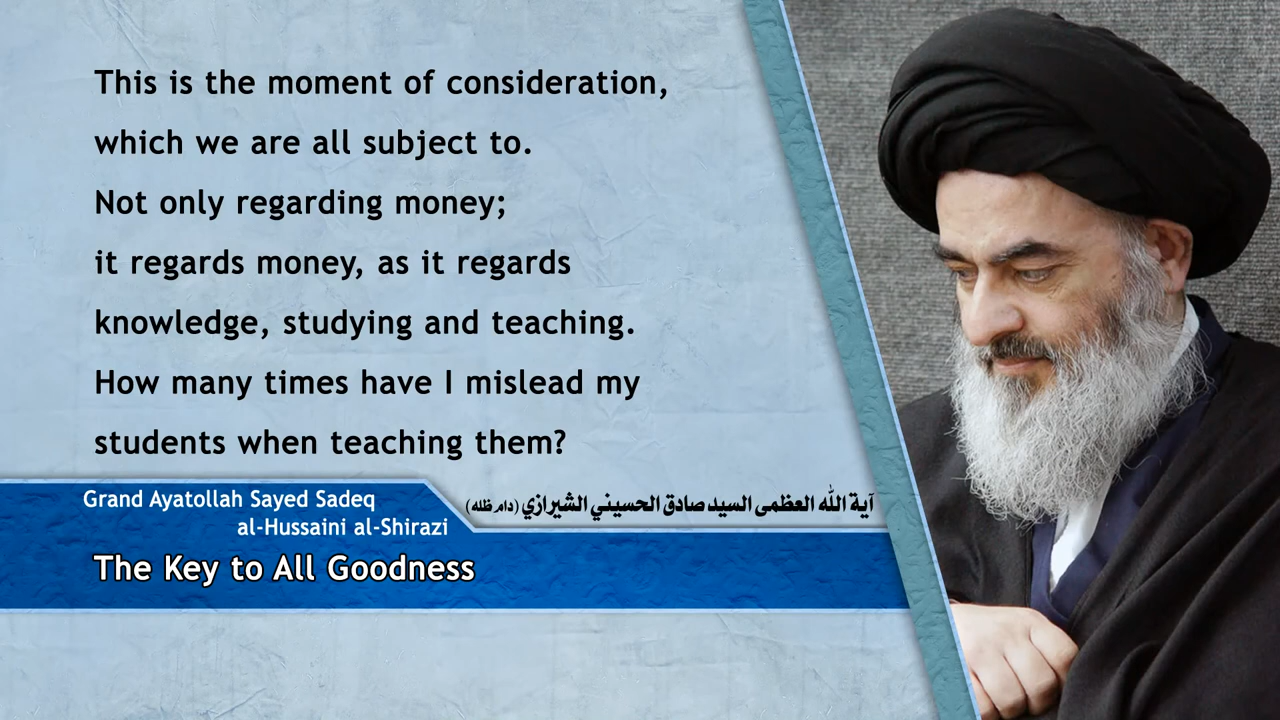 This is the moment of consideration,
which we are all subject to.
Not only regarding money;
it regards money, as it regards
knowledge, studying and teaching.
How many times have I mislead my
students when teaching them?
Grand Ayatollah Sayed Sadeq
al-Hussaini al-Shirazi
آية الله العظمى السيد صادق الحسيني الشيرازي (دام ظله)
The Key to All Goodness